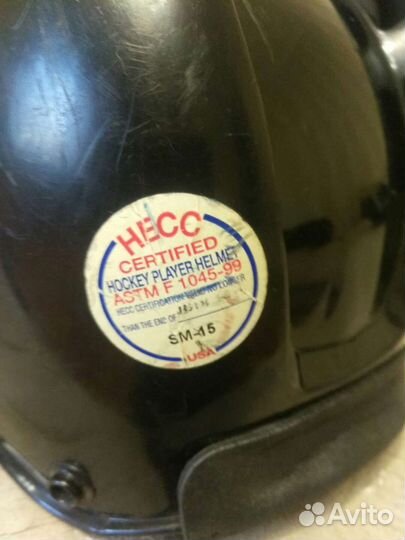 HECC
CERTIFIED
HOCKEY PLAYER HELMET
ASTM F 1045-99
HECC CERTIFICATION IS NO LONGER
THAN THE END OF
SM-15
USA
Avito